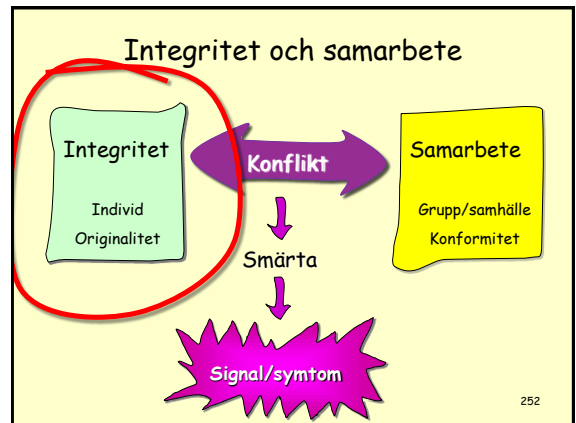 Integritet och samarbete
Integritet
Individ
Originalitet
Konflikt
Samarbete
Grupp/samhälle
Konformitet
Smärta
Signal/symtom
252